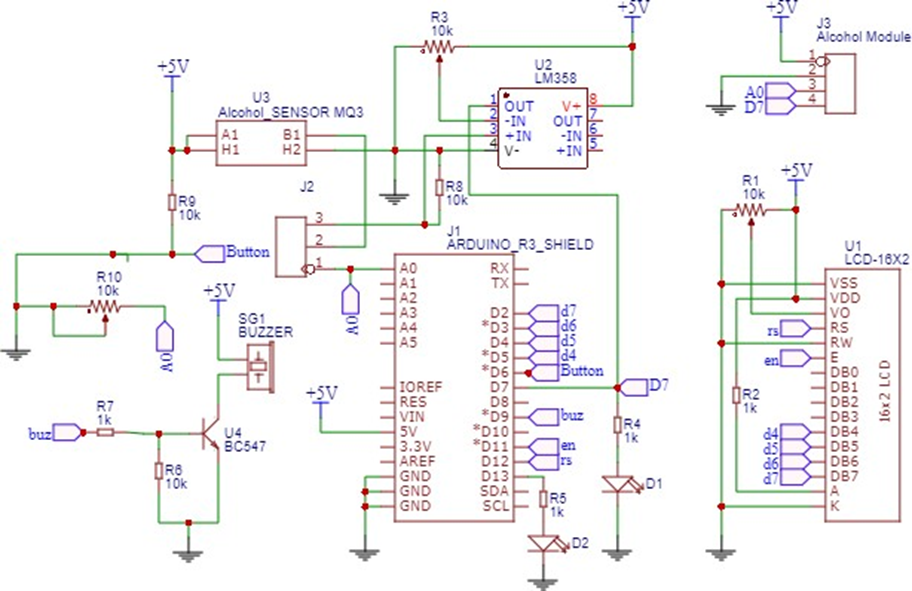 +5V
R3
10k
+5V
U2
LM358
1 OUT V+ 8
2 -IN OUT 7
3 +IN -IN 6
4 V- +IN 5
+5V
J3
Alcohol Module
1
2
A0 3
D7 4
+5V
U3
Alcohol_SENSOR MQ3
A1 B1
H1 H2
R9
10k
J2
3
2
1
R8
10k
Button
R10
10k
A0
A0
+5V
SG1
BUZZER
buz
R7
1k
R6
10k
U4
BC547
+5V
J1
ARDUINO_R3_SHIELD
A0 RX
A1 TX
A2
A3 D2 d7
A4 *D3 d6
A5 D4 d5
*D5 d4
*D6 Button
IOREF D7 D7
RES D8
VIN *D9 buz
5V *D10
3.3V *D11 en
AREF D12 rs
GND D13
GND SDA
GND SCL
R4
1k
D1
R5
1k
D2
+5V
R1
10k
U1
LCD-16X2
VSS
VDD
VO
rs RS
RW
en E
DB0
DB1
DB2
DB3
d4 DB4
d5 DB5
d6 DB6
d7 DB7
A
K
R2
1k
16x2 LCD